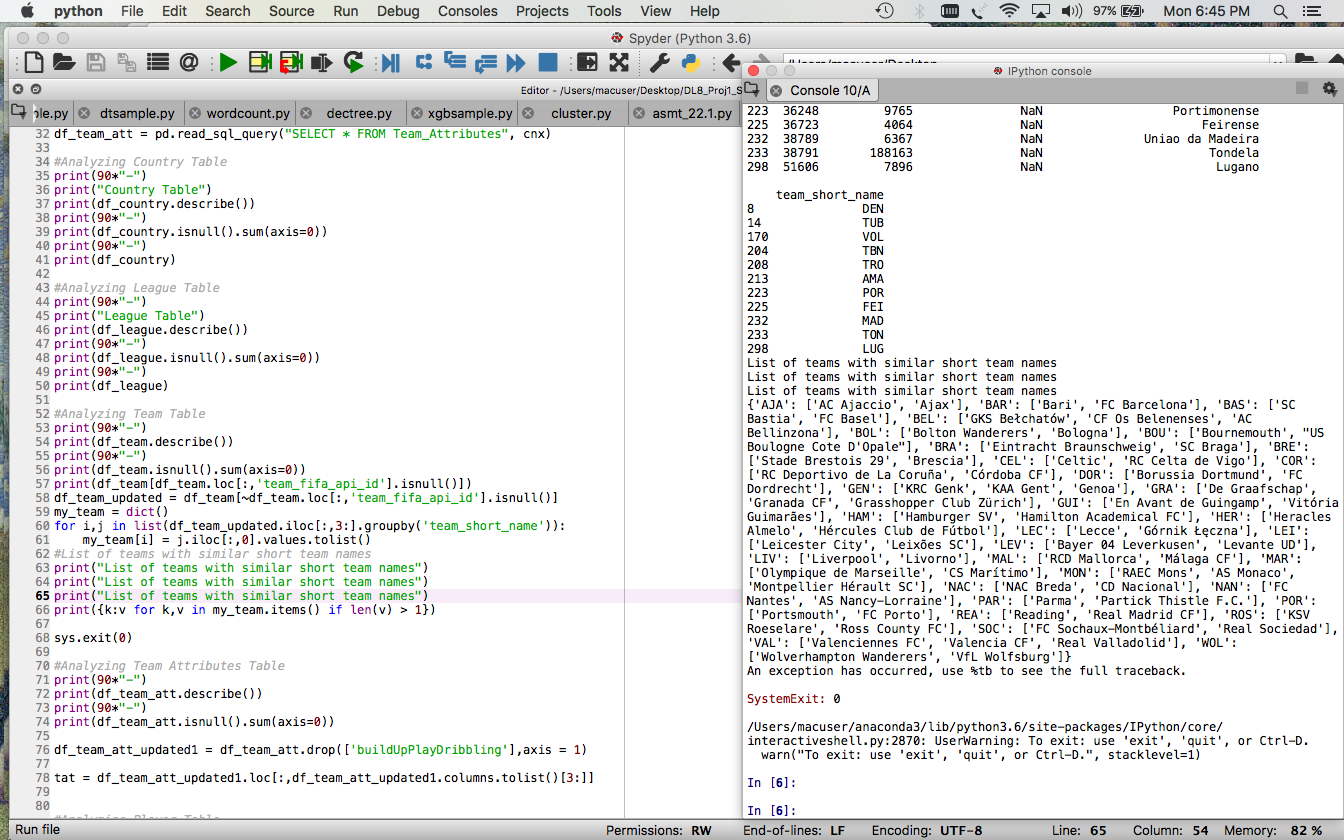 python File Edit Search Source Run Debug Consoles Projects Tools View Help 97% Mon 6:45 PM
Spyder (Python 3.6)
Editor - /Users/macuser/Desktop/DL8_Proj1_S
le.py dtsample.py wordcount.py dectree.py xgbsample.py cluster.py asmt_22.1.py
32 df_team_att = pd.read_sql_query("SELECT * FROM Team_Attributes", cnx)
33
34 #Analyzing Country Table
35 print(90*"-")
36 print("Country Table")
37 print(df_country.describe())
38 print(90*"-")
39 print(df_country.isnull().sum(axis=0))
40 print(90*"-")
41 print(df_country)
42
43 #Analyzing League Table
44 print(90*"-")
45 print("League Table")
46 print(df_league.describe())
47 print(90*"-")
48 print(df_league.isnull().sum(axis=0))
49 print(90*"-")
50 print(df_league)
51
52 #Analyzing Team Table
53 print(90*"-")
54 print(df_team.describe())
55 print(90*"-")
56 print(df_team.isnull().sum(axis=0))
57 print(df_team[df_team.loc[:,'team_fifa_api_id'].isnull()])
58 df_team_updated = df_team[~df_team.loc[:,'team_fifa_api_id'].isnull()]
59 my_team = dict()
60 for i,j in list(df_team_updated.iloc[:,3:].groupby('team_short_name')):
61 my_team[i] = j.iloc[:,0].values.tolist()
62 #List of teams with similar short team names
63 print("List of teams with similar short team names")
64 print("List of teams with similar short team names")
65 print("List of teams with similar short team names")
66 print({k:v for k,v in my_team.items() if len(v) > 1})
67
68 sys.exit(0)
69
70 #Analyzing Team Attributes Table
71 print(90*"-")
72 print(df_team_att.describe())
73 print(90*"-")
74 print(df_team_att.isnull().sum(axis=0))
75
76 df_team_att_updated1 = df_team_att.drop(['buildUpPlayDribbling'],axis = 1)
77
78 tat = df_team_att_updated1.loc[:,df_team_att_updated1.columns.tolist()[3:]]
79
80
IPython console
Console 10/A
223 36248 9765 NaN Portimonense
225 36723 4064 NaN Feirense
232 38789 6367 NaN Uniao da Madeira
233 38791 188163 NaN Tondela
298 51606 7896 NaN Lugano
team_short_name
8 DEN
14 TUB
170 VOL
204 TBN
208 TRO
213 AMA
223 POR
225 FEI
232 MAD
233 TON
298 LUG
List of teams with similar short team names
List of teams with similar short team names
List of teams with similar short team names
{'AJA': ['AC Ajaccio', 'Ajax'], 'BAR': ['Bari', 'FC Barcelona'], 'BAS': ['SC
Bastia', 'FC Basel'], 'BEL': ['GKS Bełchatów', 'CF Os Belenenses', 'AC
Bellinzona'], 'BOL': ['Bolton Wanderers', 'Bologna'], 'BOU': ['Bournemouth', "US
Boulogne Cote D'Opale"], 'BRA': ['Eintracht Braunschweig', 'SC Braga'], 'BRE':
['Stade Brestois 29', 'Brescia'], 'CEL': ['Celtic', 'RC Celta de Vigo'], 'COR':
['RC Deportivo de La Coruña', 'Córdoba CF'], 'DOR': ['Borussia Dortmund', 'FC
Dordrecht'], 'GEN': ['KRC Genk', 'KAA Gent', 'Genoa'], 'GRA': ['De Graafschap',
'Granada CF', 'Grasshopper Club Zürich'], 'GUI': ['En Avant de Guingamp', 'Vitória
Guimarães'], 'HAM': ['Hamburger SV', 'Hamilton Academical FC'], 'HER': ['Heracles
Almelo', 'Hércules Club de Fútbol'], 'LEC': ['Lecce', 'Górnik Łęczna'], 'LEI':
['Leicester City', 'Leixões SC'], 'LEV': ['Bayer 04 Leverkusen', 'Levante UD'],
'LIV': ['Liverpool', 'Livorno'], 'MAL': ['RCD Mallorca', 'Málaga CF'], 'MAR':
['Olympique de Marseille', 'CS Marítimo'], 'MON': ['RAEC Mons', 'AS Monaco',
'Montpellier Hérault SC'], 'NAC': ['NAC Breda', 'CD Nacional'], 'NAN': ['FC
Nantes', 'AS Nancy-Lorraine'], 'PAR': ['Parma', 'Partick Thistle F.C.'], 'POR':
['Portsmouth', 'FC Porto'], 'REA': ['Reading', 'Real Madrid CF'], 'ROS': ['KSV
Roeselare', 'Ross County FC'], 'SOC': ['FC Sochaux-Montbéliard', 'Real Sociedad'],
'VAL': ['Valenciennes FC', 'Valencia CF', 'Real Valladolid'], 'WOL':
['Wolverhampton Wanderers', 'VfL Wolfsburg']}
An exception has occurred, use %tb to see the full traceback.
SystemExit: 0
/Users/macuser/anaconda3/lib/python3.6/site-packages/IPython/core/
interactiveshell.py:2870: UserWarning: To exit: use 'exit', 'quit', or Ctrl-D.
warn("To exit: use 'exit', 'quit', or Ctrl-D.", stacklevel=1)
In [6]:
In [6]:
Run file Permissions: RW End-of-lines: LF Encoding: UTF-8 Line: 65 Column: 54 Memory: 82 %